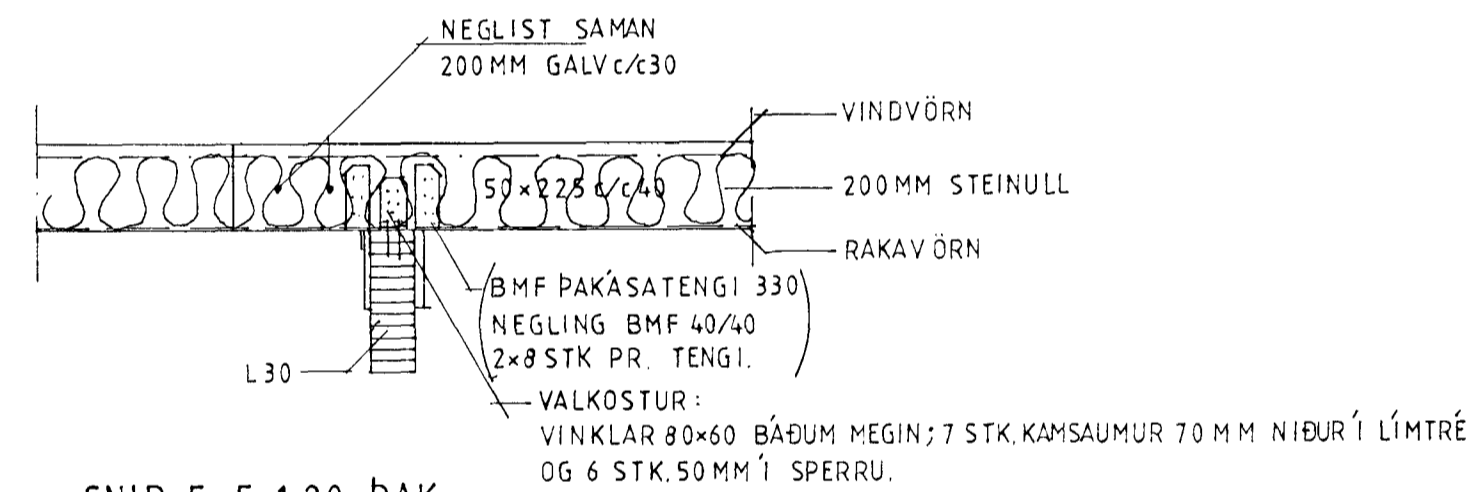 NEGLIST SAMAN
200MM GALV c/c30
VINDVÖRN
50×225 c/c40
200MM STEINULL
RAKAVÖRN
BMF ÞAKÁSATENGI 330
NEGLING BMF 40/40
2×8 STK PR. TENGI.
L30
VALKOSTUR:
VINKLAR 80×60 BÁÐUM MEGIN; 7 STK. KAMSAUMUR 70 MM NIÐUR Í LÍMTRÉ
OG 6 STK. 50 MM Í SPERRU.